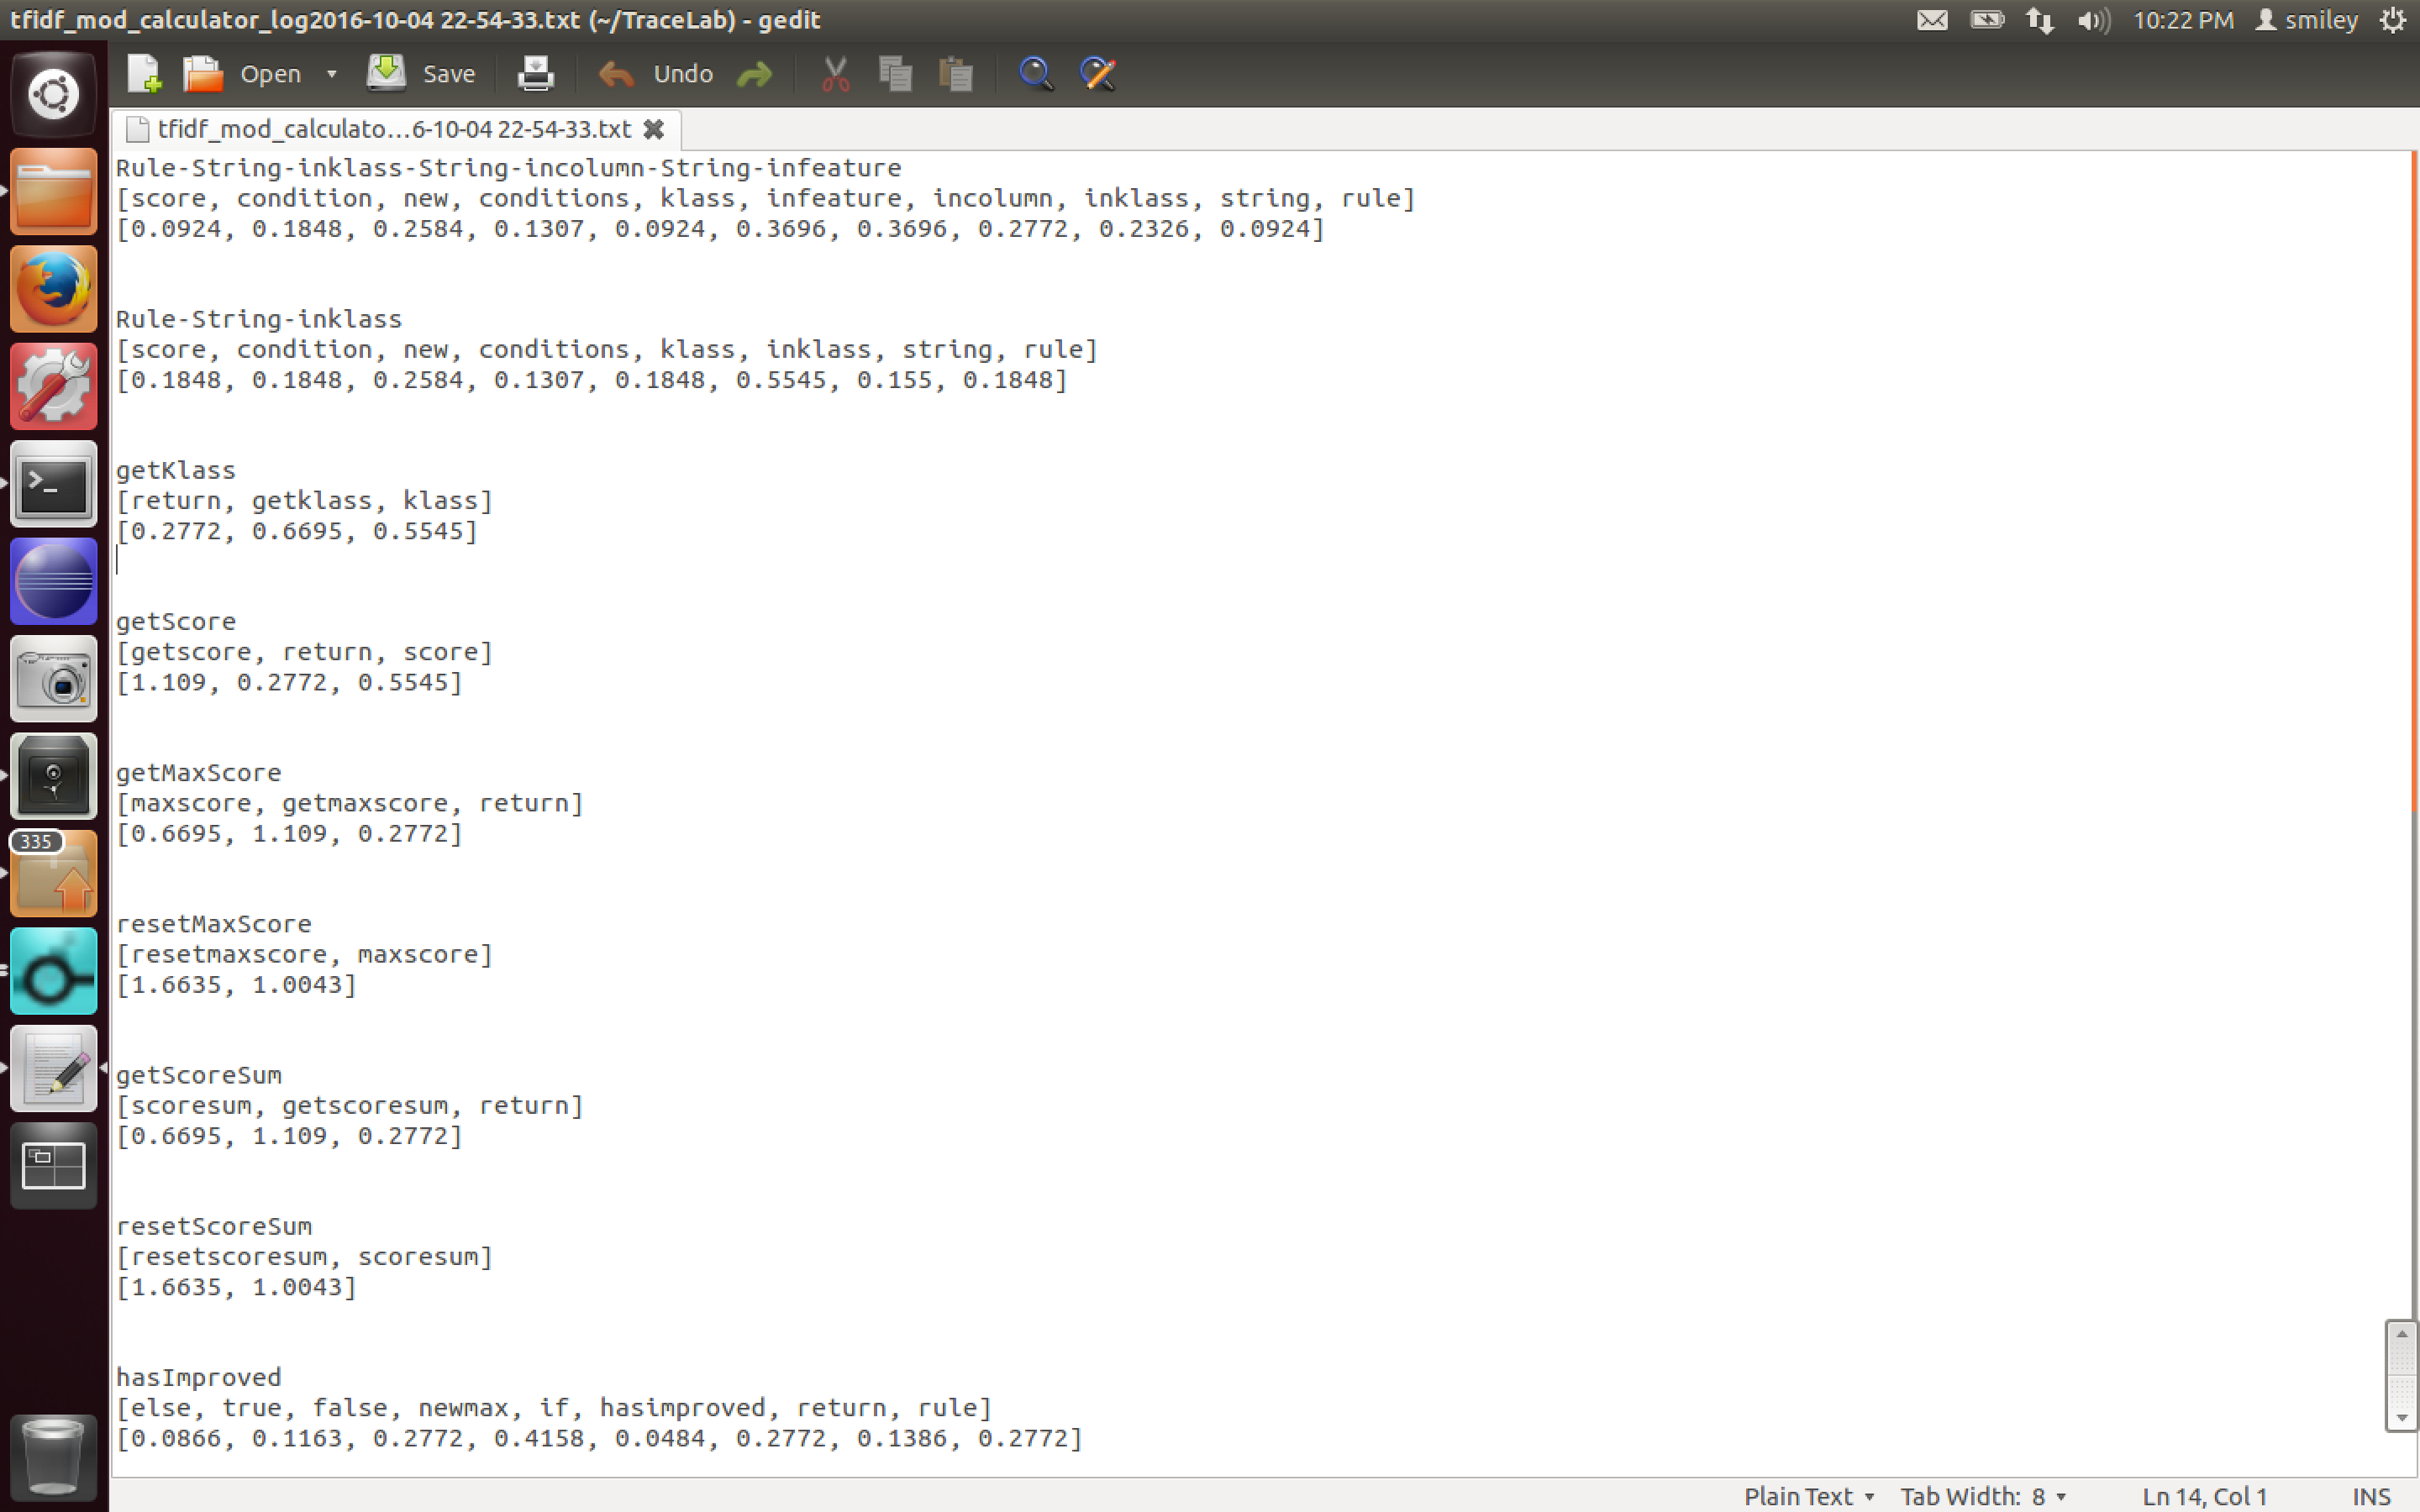 tfidf_mod_calculator_log2016-10-04 22-54-33.txt (~/TraceLab) - gedit
10:22 PM smiley
Open Save Undo
tfidf_mod_calculato...6-10-04 22-54-33.txt
Rule-String-inklass-String-incolumn-String-infeature
[score, condition, new, conditions, klass, infeature, incolumn, inklass, string, rule]
[0.0924, 0.1848, 0.2584, 0.1307, 0.0924, 0.3696, 0.3696, 0.2772, 0.2326, 0.0924]
Rule-String-inklass
[score, condition, new, conditions, klass, inklass, string, rule]
[0.1848, 0.1848, 0.2584, 0.1307, 0.1848, 0.5545, 0.155, 0.1848]
getKlass
[return, getklass, klass]
[0.2772, 0.6695, 0.5545]
getScore
[getscore, return, score]
[1.109, 0.2772, 0.5545]
getMaxScore
[maxscore, getmaxscore, return]
[0.6695, 1.109, 0.2772]
335
resetMaxScore
[resetmaxscore, maxscore]
[1.6635, 1.0043]
getScoreSum
[scoresum, getscoresum, return]
[0.6695, 1.109, 0.2772]
resetScoreSum
[resetscoresum, scoresum]
[1.6635, 1.0043]
hasImproved
[else, true, false, newmax, if, hasimproved, return, rule]
[0.0866, 0.1163, 0.2772, 0.4158, 0.0484, 0.2772, 0.1386, 0.2772]
Plain Text Tab Width: 8 Ln 14, Col 1 INS